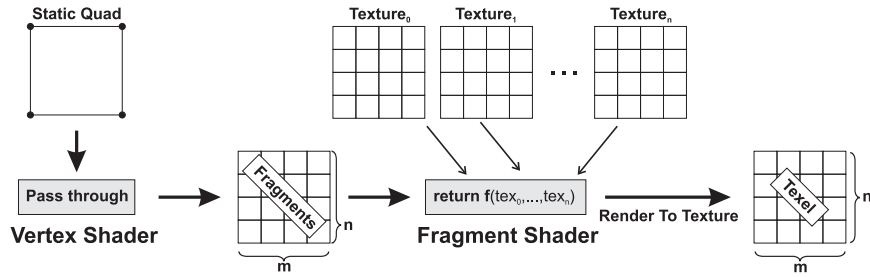 Static Quad
Texture₀
Texture₁
Textureₙ
...
Pass through
Vertex Shader
Fragments
n
m
return f(tex₀,...,texₙ)
Fragment Shader
Render To Texture
Texel
n
m